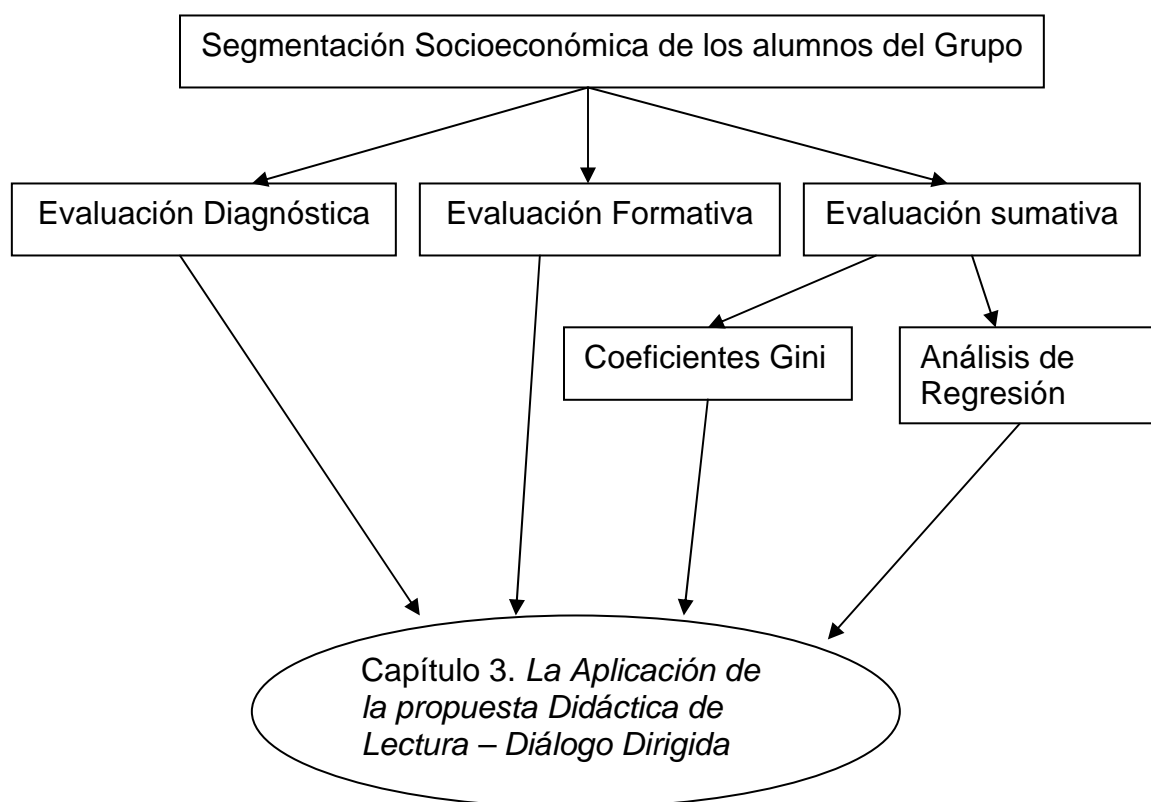 Segmentación Socioeconómica de los alumnos del Grupo
Evaluación Diagnóstica
Evaluación Formativa
Evaluación sumativa
Coeficientes Gini
Análisis de
Regresión
Capítulo 3. La Aplicación de
la propuesta Didáctica de
Lectura – Diálogo Dirigida